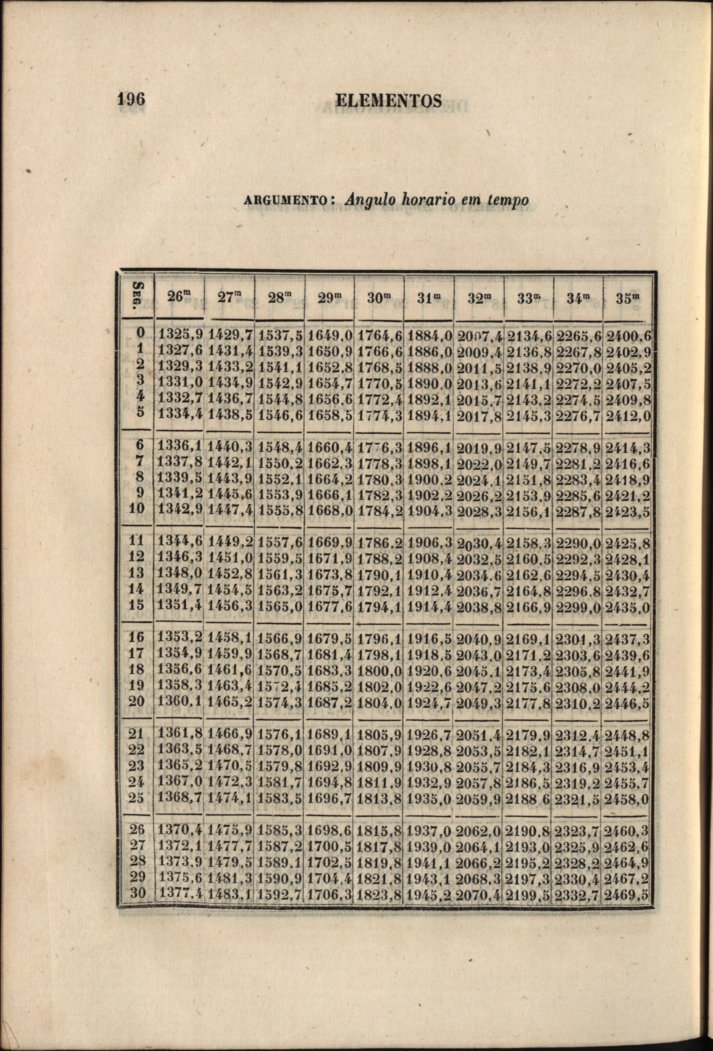 196 ELEMENTOS
ARGUMENTO: Angulo horario em tempo
SEG. 26m 27m 28m 29m 30m 31m 32m 33m 34m 35m
0 1325,9 1429,7 1537,5 1649,0 1764,6 1884,0 2007,4 2134,6 2265,6 2400,6
1 1327,6 1431,4 1539,3 1650,9 1766,6 1886,0 2009,4 2136,8 2267,8 2402,9
2 1329,3 1433,2 1541,1 1652,8 1768,5 1888,0 2011,5 2138,9 2270,0 2405,2
3 1331,0 1434,9 1542,9 1654,7 1770,5 1890,0 2013,6 2141,1 2272,2 2407,5
4 1332,7 1436,7 1544,8 1656,6 1772,4 1892,1 2015,7 2143,2 2274,5 2409,8
5 1334,4 1438,5 1546,6 1658,5 1774,3 1894,1 2017,8 2145,3 2276,7 2412,0
6 1336,1 1440,3 1548,4 1660,4 1776,3 1896,1 2019,9 2147,5 2278,9 2414,3
7 1337,8 1442,1 1550,2 1662,3 1778,3 1898,1 2022,0 2149,7 2281,2 2416,6
8 1339,5 1443,9 1552,1 1664,2 1780,3 1900,2 2024,1 2151,8 2283,4 2418,9
9 1341,2 1445,6 1553,9 1666,1 1782,3 1902,2 2026,2 2153,9 2285,6 2421,2
10 1342,9 1447,4 1555,8 1668,0 1784,2 1904,3 2028,3 2156,1 2287,8 2423,5
11 1344,6 1449,2 1557,6 1669,9 1786,2 1906,3 2030,4 2158,3 2290,0 2425,8
12 1346,3 1451,0 1559,5 1671,9 1788,2 1908,4 2032,5 2160,5 2292,3 2428,1
13 1348,0 1452,8 1561,3 1673,8 1790,1 1910,4 2034,6 2162,6 2294,5 2430,4
14 1349,7 1454,5 1563,2 1675,7 1792,1 1912,4 2036,7 2164,8 2296,8 2432,7
15 1351,4 1456,3 1565,0 1677,6 1794,1 1914,4 2038,8 2166,9 2299,0 2435,0
16 1353,2 1458,1 1566,9 1679,5 1796,1 1916,5 2040,9 2169,1 2301,3 2437,3
17 1354,9 1459,9 1568,7 1681,4 1798,1 1918,5 2043,0 2171,2 2303,6 2439,6
18 1356,6 1461,6 1570,5 1683,3 1800,0 1920,6 2045,1 2173,4 2305,8 2441,9
19 1358,3 1463,4 1572,4 1685,2 1802,0 1922,6 2047,2 2175,6 2308,0 2444,2
20 1360,1 1465,2 1574,3 1687,2 1804,0 1924,7 2049,3 2177,8 2310,2 2446,5
21 1361,8 1466,9 1576,1 1689,1 1805,9 1926,7 2051,4 2179,9 2312,4 2448,8
22 1363,5 1468,7 1578,0 1691,0 1807,9 1928,8 2053,5 2182,1 2314,7 2451,1
23 1365,2 1470,5 1579,8 1692,9 1809,9 1930,8 2055,7 2184,3 2316,9 2453,4
24 1367,0 1472,3 1581,7 1694,8 1811,9 1932,9 2057,8 2186,5 2319,2 2455,7
25 1368,7 1474,1 1583,5 1696,7 1813,8 1935,0 2059,9 2188 6 2321,5 2458,0
26 1370,4 1475,9 1585,3 1698,6 1815,8 1937,0 2062,0 2190,8 2323,7 2460,3
27 1372,1 1477,7 1587,2 1700,5 1817,8 1939,0 2064,1 2193,0 2325,9 2462,6
28 1373,9 1479,5 1589,1 1702,5 1819,8 1941,1 2066,2 2195,2 2328,2 2464,9
29 1375,6 1481,3 1590,9 1704,4 1821,8 1943,1 2068,3 2197,3 2330,4 2467,2
30 1377,4 1483,1 1592,7 1706,3 1823,8 1945,2 2070,4 2199,5 2332,7 2469,5